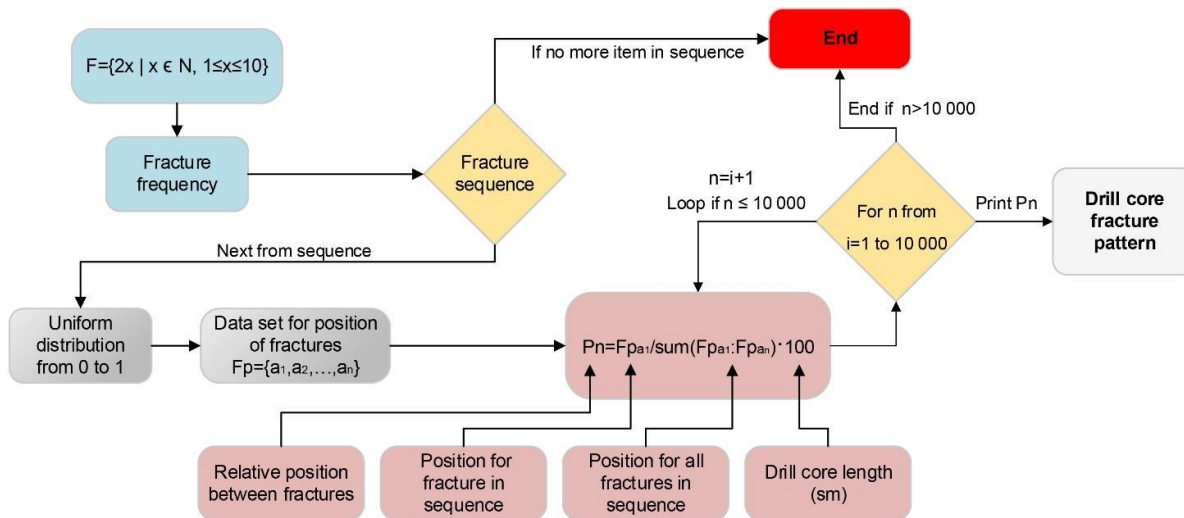 F={2x | x ϵ N, 1≤x≤10}
Fracture
frequency
Fracture
sequence
If no more item in sequence
End
End if n>10 000
n=i+1
Loop if n ≤ 10 000
For n from
i=1 to 10 000
Print Pn
Drill core
fracture
pattern
Next from sequence
Uniform
distribution
from 0 to 1
Data set for position
of fractures
Fp={a₁,a₂,…,aₙ}
Pn=Fpₐ₁/sum(Fpₐ₁:Fpₐₙ)·100
Relative position
between fractures
Position for
fracture in
sequence
Position for all
fractures in
sequence
Drill core length
(sm)